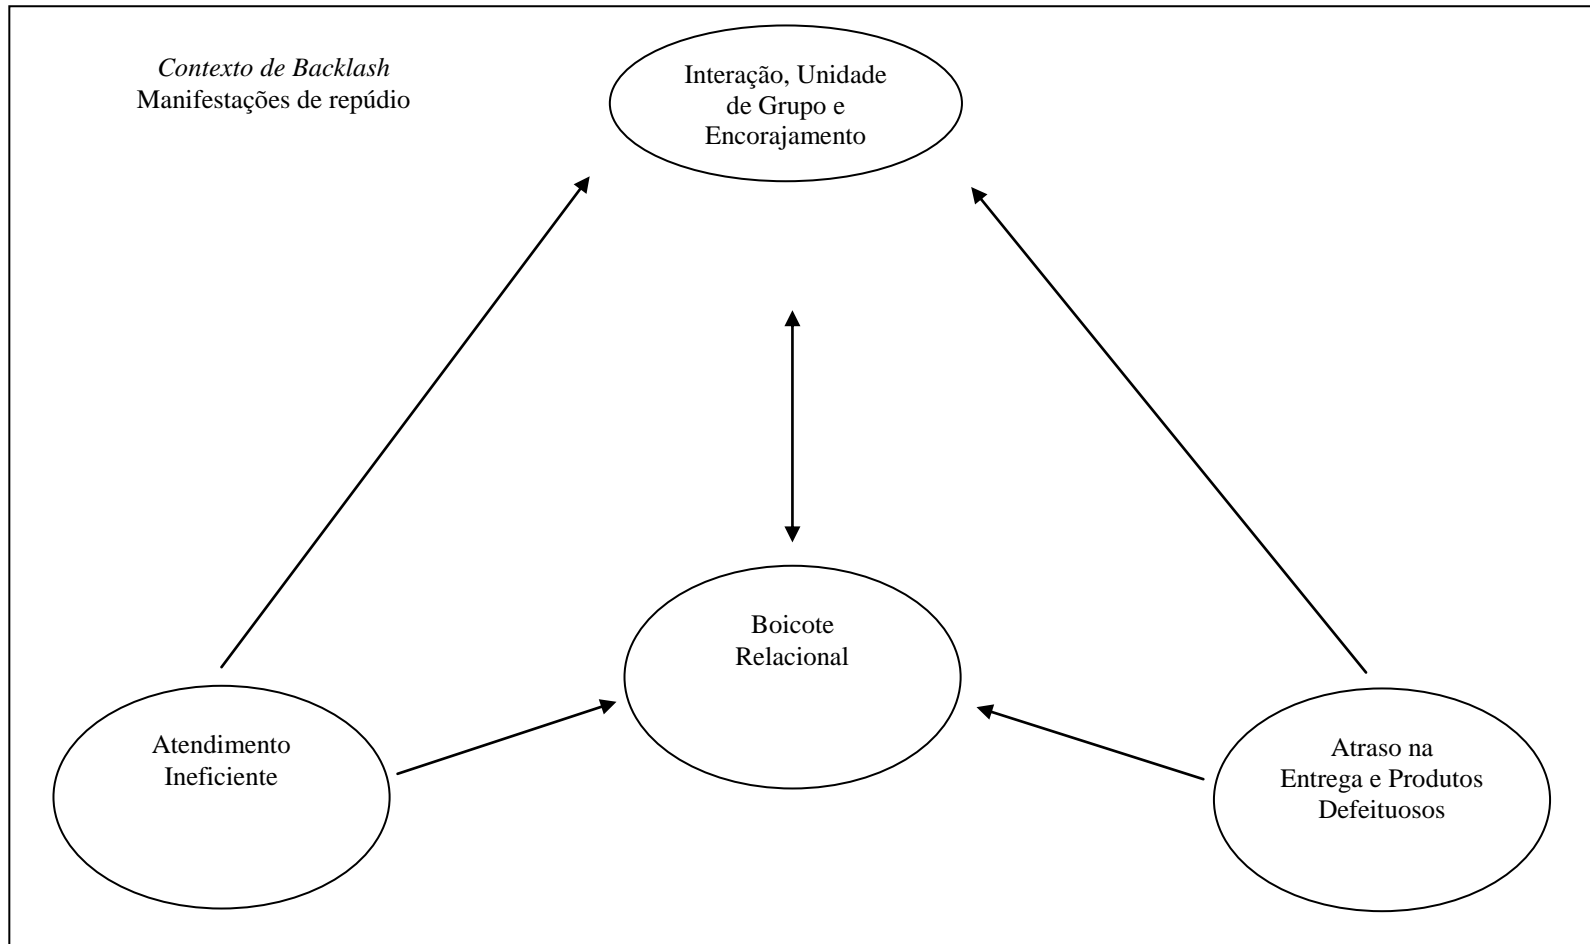 Contexto de Backlash
Manifestações de repúdio
Interação, Unidade
de Grupo e
Encorajamento
Boicote
Relacional
Atendimento
Ineficiente
Atraso na
Entrega e Produtos
Defeituosos